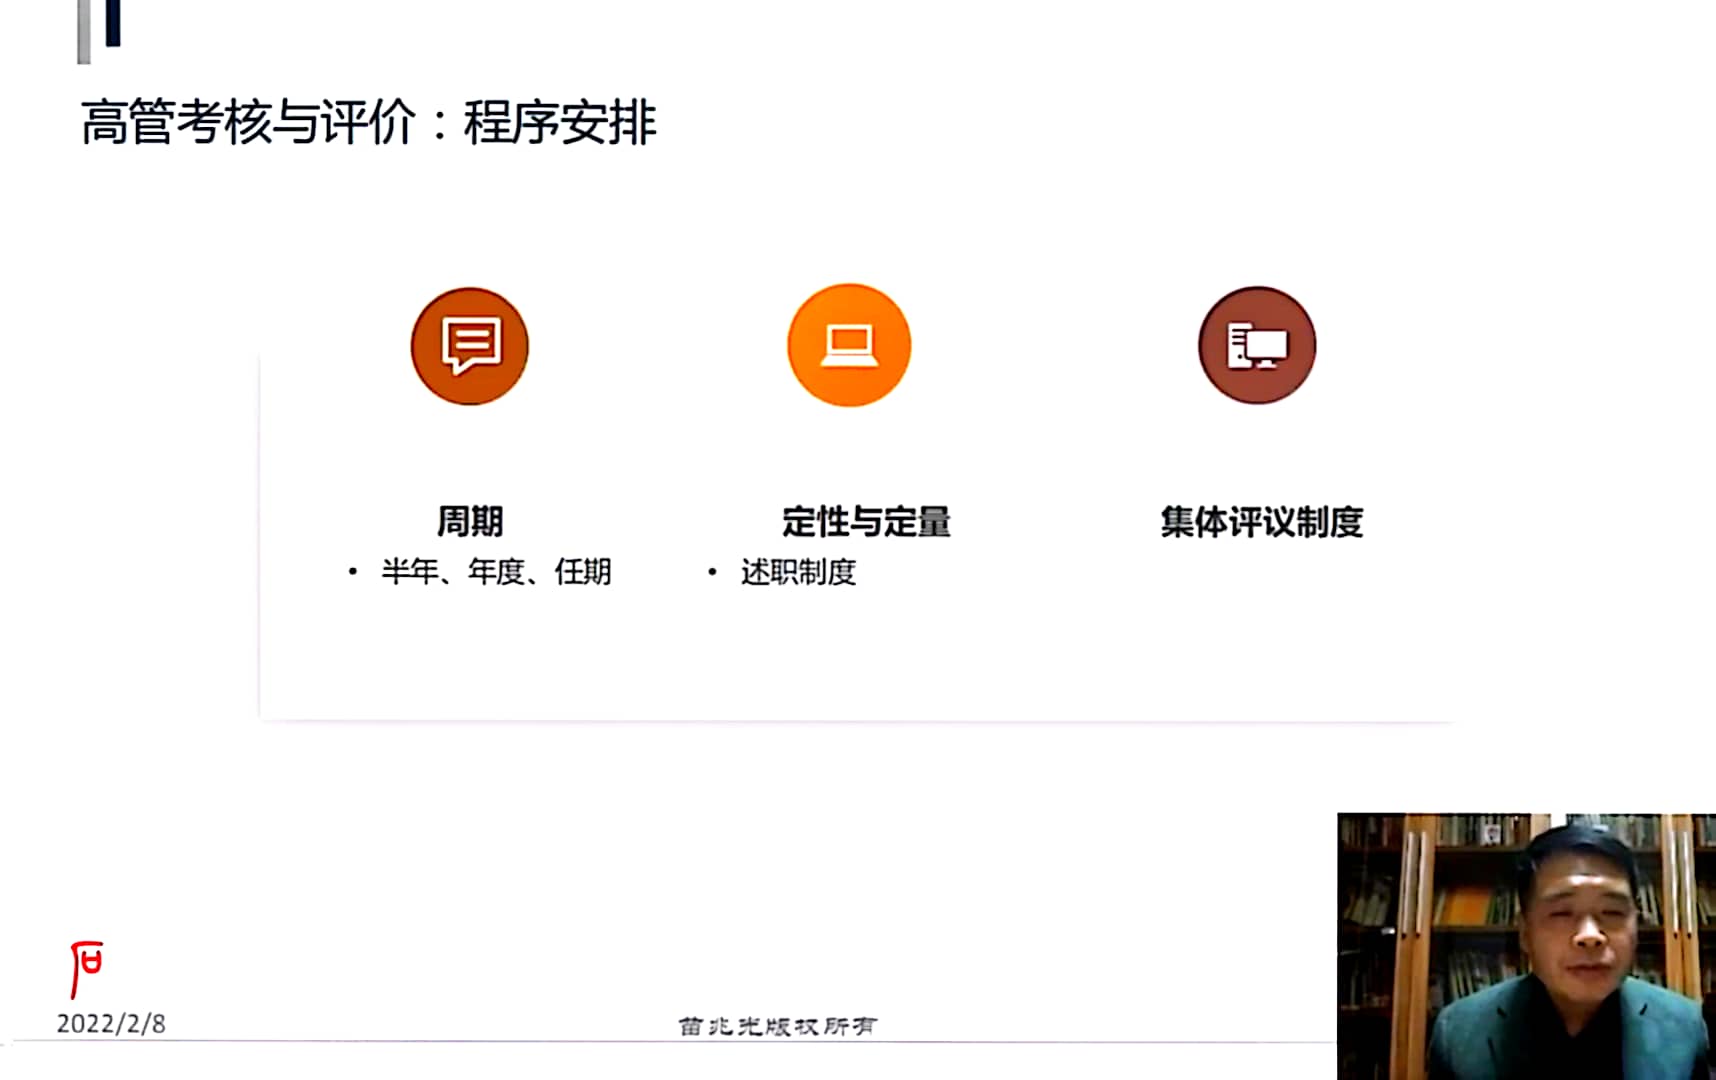 高管考核与评价：程序安排
周期
• 半年、年度、任期
定性与定量
• 述职制度
集体评议制度
2022/2/8
苗兆光版权所有